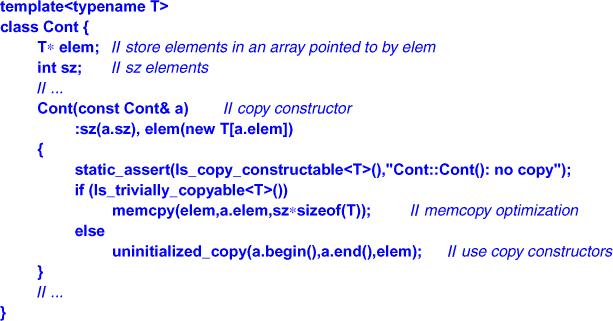 template<typename T>
class Cont {
T∗ elem; // store elements in an array pointed to by elem
int sz; // sz elements
// ...
Cont(const Cont& a) // copy constructor
:sz(a.sz), elem(new T[a.elem])
{
static_assert(Is_copy_constructable<T>(),"Cont::Cont(): no copy");
if (Is_trivially_copyable<T>())
memcpy(elem,a.elem,sz∗sizeof(T)); // memcopy optimization
else
uninitialized_copy(a.begin(),a.end(),elem); // use copy constructors
}
// ...
}